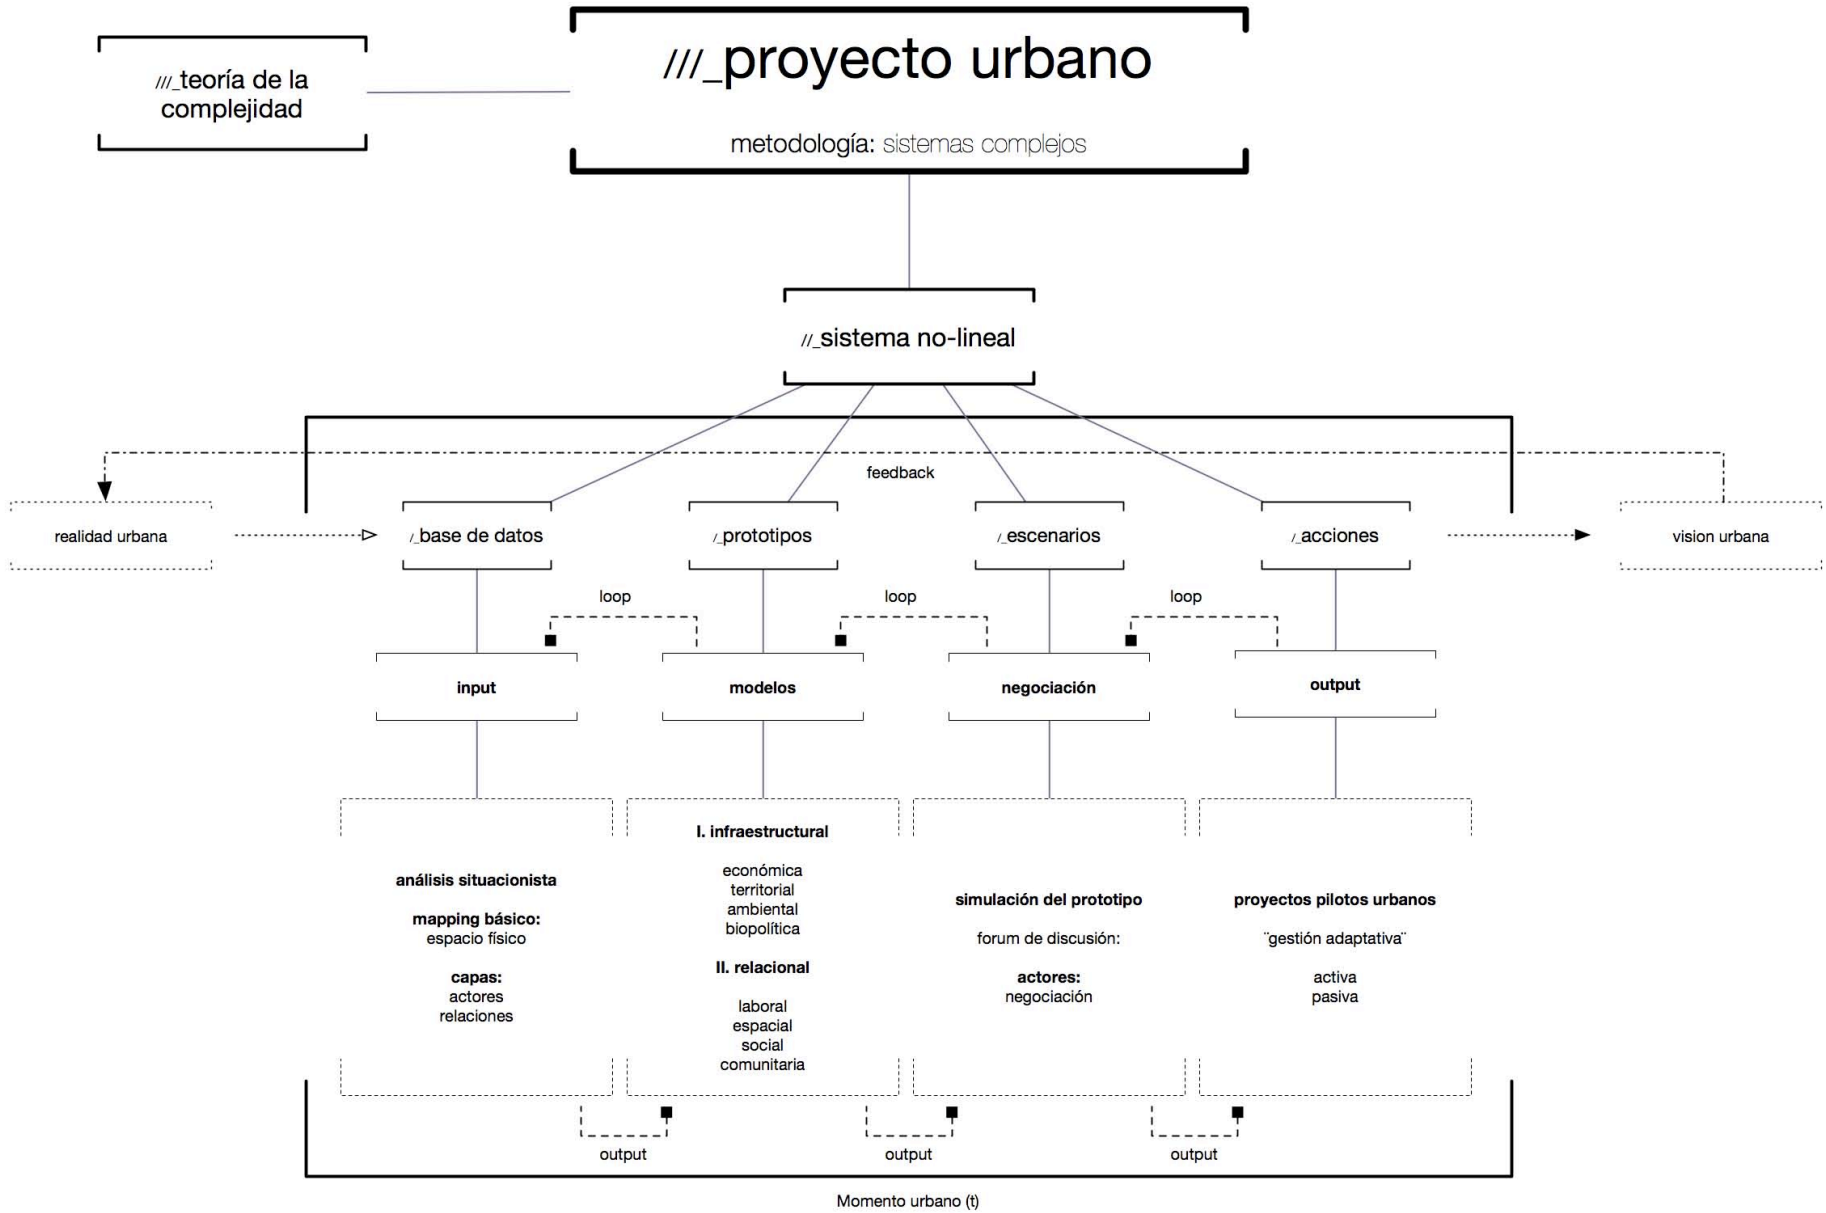 ///_teoría de la
complejidad
///_proyecto urbano
metodología: sistemas complejos
//_sistema no-lineal
feedback
realidad urbana
/_base de datos
/_prototipos
/_escenarios
/_acciones
vision urbana
loop
loop
loop
input
modelos
negociación
output
análisis situacionista
mapping básico:
espacio físico
capas:
actores
relaciones
I. infraestructural
económica
territorial
ambiental
biopolítica
II. relacional
laboral
espacial
social
comunitaria
simulación del prototipo
forum de discusión:
actores:
negociación
proyectos pilotos urbanos
¨gestión adaptativa¨
activa
pasiva
output
output
output
Momento urbano (t)